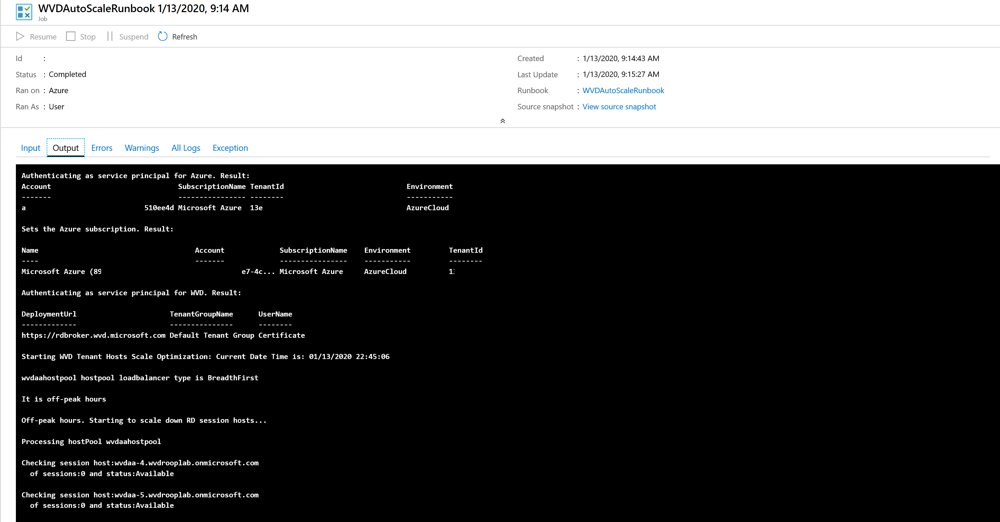 WVDAutoScaleRunbook 1/13/2020, 9:14 AM
Job
Resume Stop Suspend Refresh
Id :
Status : Completed
Ran on : Azure
Ran As : User
Created : 1/13/2020, 9:14:43 AM
Last Update : 1/13/2020, 9:15:27 AM
Runbook : WVDAutoScaleRunbook
Source snapshot : View source snapshot
Input Output Errors Warnings All Logs Exception
Authenticating as service principal for Azure. Result:
Account SubscriptionName TenantId Environment
------- ---------------- -------- -----------
a 510ee4d Microsoft Azure 13e AzureCloud
Sets the Azure subscription. Result:
Name Account SubscriptionName Environment TenantId
---- ------- ---------------- ----------- --------
Microsoft Azure (89 e7-4c... Microsoft Azure AzureCloud 1
Authenticating as service principal for WVD. Result:
DeploymentUrl TenantGroupName UserName
------------- --------------- --------
https://rdbroker.wvd.microsoft.com Default Tenant Group Certificate
Starting WVD Tenant Hosts Scale Optimization: Current Date Time is: 01/13/2020 22:45:06
wvdaahostpool hostpool loadbalancer type is BreadthFirst
It is off-peak hours
Off-peak hours. Starting to scale down RD session hosts...
Processing hostPool wvdaahostpool
Checking session host:wvdaa-4.wvdrooplab.onmicrosoft.com
of sessions:0 and status:Available
Checking session host:wvdaa-5.wvdrooplab.onmicrosoft.com
of sessions:0 and status:Available